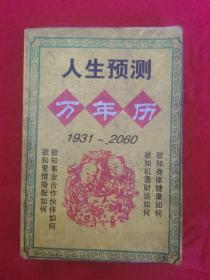 人生预测
万年历
1931~2060
欲知身体健康如何
欲知机遇财运如何
欲知事业合作伙伴如何
欲知爱情婚配如何